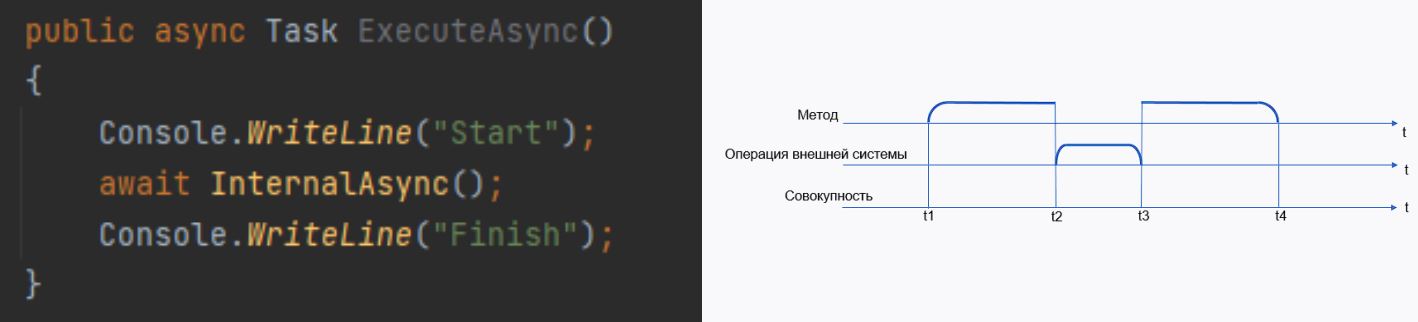 public async Task ExecuteAsync()
{
Console.WriteLine("Start");
await InternalAsync();
Console.WriteLine("Finish");
}
Метод
t
Операция внешней системы
t
Совокупность
t
t1 t2 t3 t4